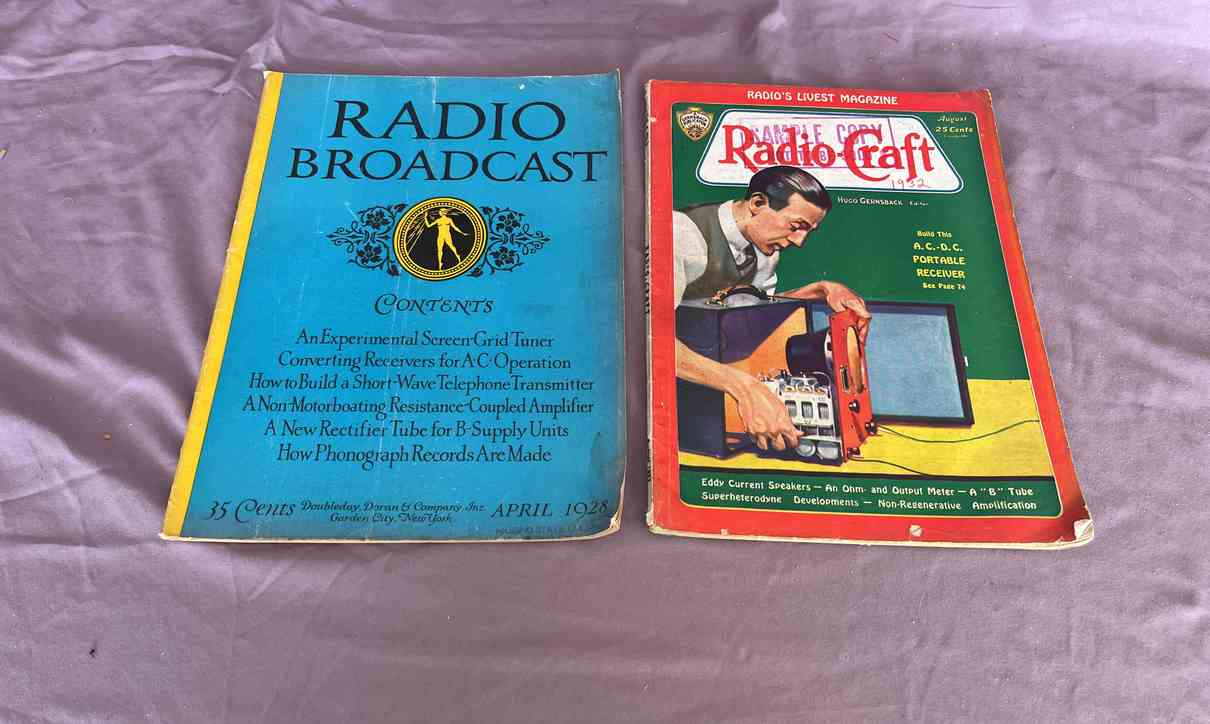 RADIO
BROADCAST
CONTENTS
An Experimental Screen-Grid Tuner
Converting Receivers for A·C·Operation
How to Build a Short-Wave Telephone Transmitter
A Non-Motorboating Resistance-Coupled Amplifier
A New Rectifier Tube for B-Supply Units
How Phonograph Records Are Made
35 Cents Doubleday, Doran & Company, Inc. APRIL 1928
Garden City, New York
RADIO'S LIVEST MAGAZINE
August
25 Cents
SAMPLE COPY
Radio-Craft
1932
HUGO GERNSBACK Editor
Build This
A.C.-D.C.
PORTABLE
RECEIVER
See Page 74
Eddy Current Speakers — An Ohm- and Output Meter — A "B" Tube
Superheterodyne Developments — Non-Regenerative Amplification